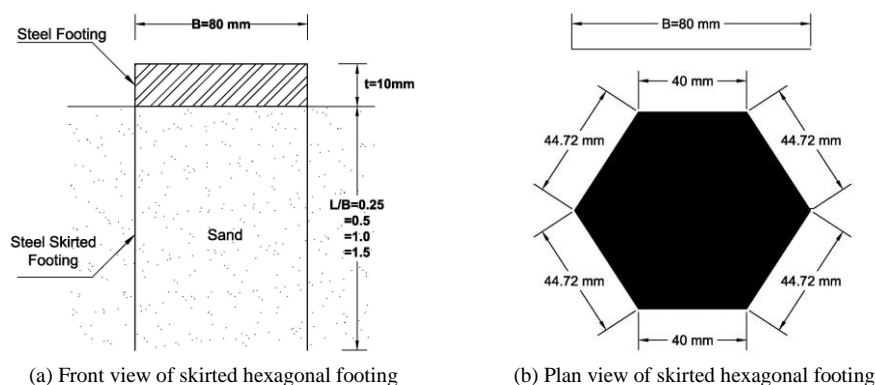 B=80 mm
Steel Footing
t=10mm
L/B=0.25
=0.5
=1.0
=1.5
Sand
Steel Skirted
Footing
(a) Front view of skirted hexagonal footing
B=80 mm
40 mm
44.72 mm
44.72 mm
44.72 mm
44.72 mm
40 mm
(b) Plan view of skirted hexagonal footing